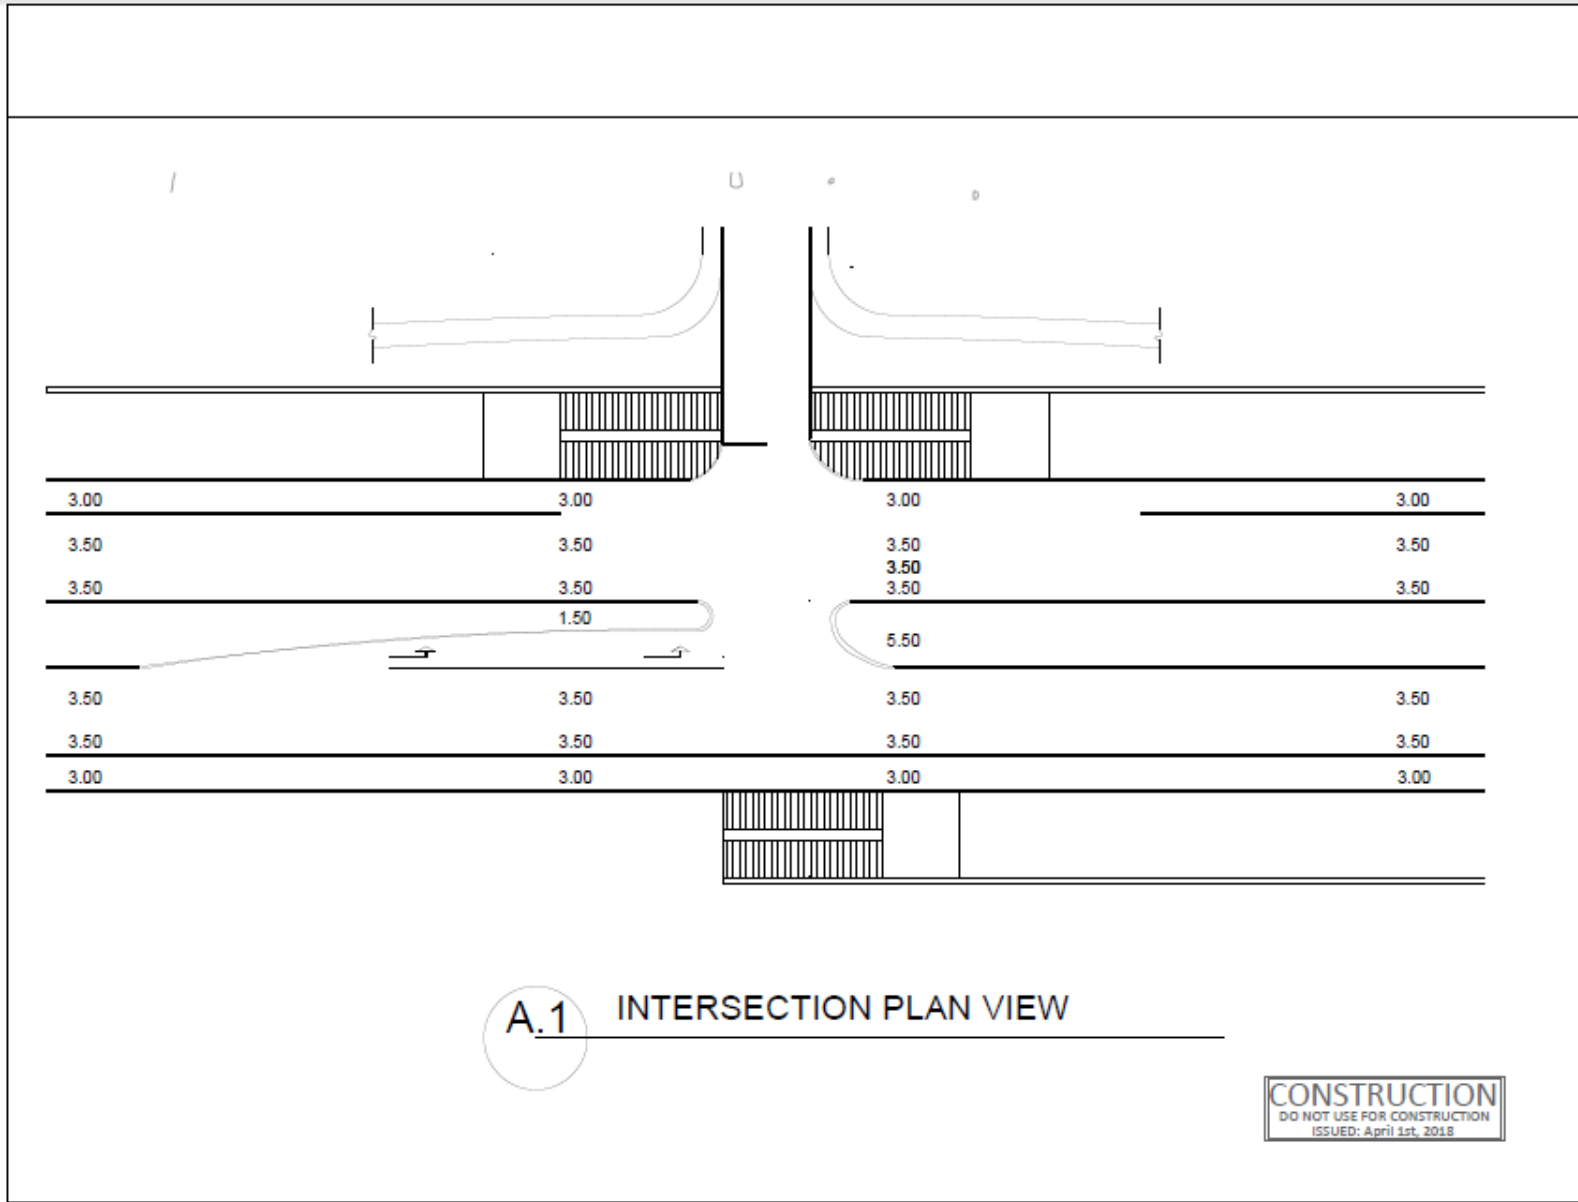 3.00 3.00 3.00 3.00
3.50 3.50 3.50 3.50
3.50
3.50 3.50 3.50 3.50
1.50
5.50
3.50 3.50 3.50 3.50
3.50 3.50 3.50 3.50
3.00 3.00 3.00 3.00
A.1 INTERSECTION PLAN VIEW
CONSTRUCTION
DO NOT USE FOR CONSTRUCTION
ISSUED: April 1st, 2018